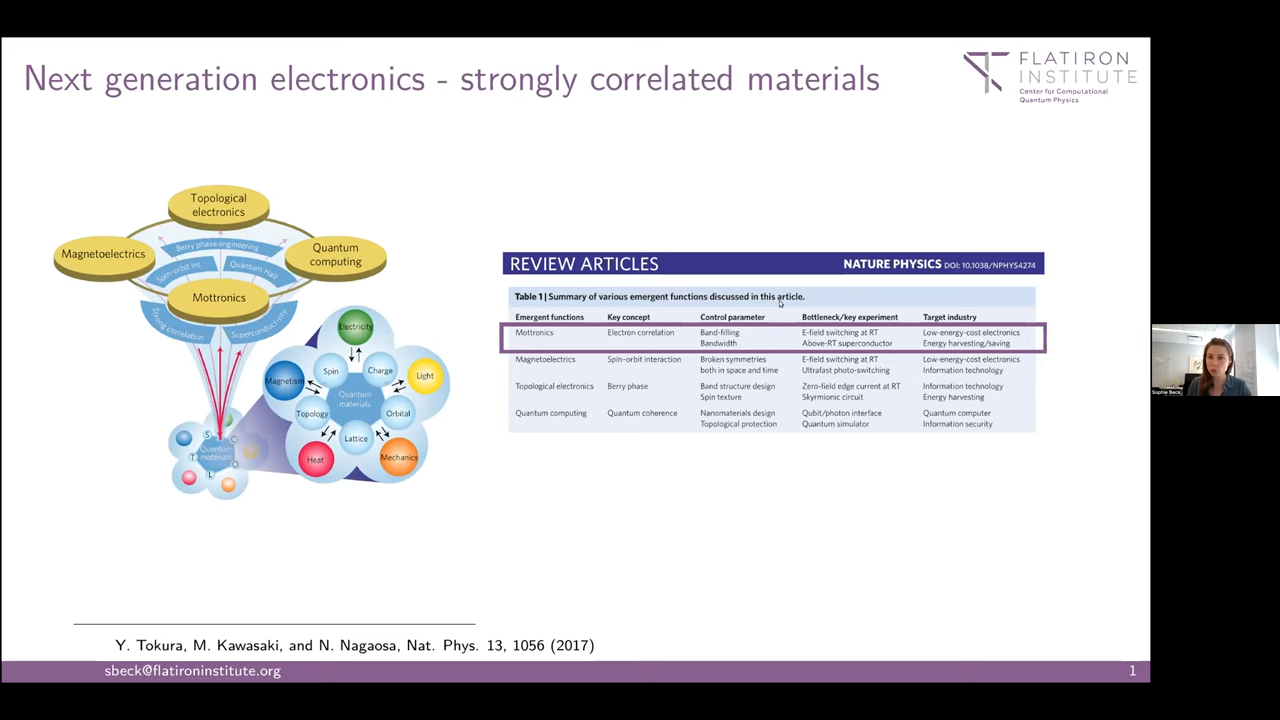 Next generation electronics - strongly correlated materials
FLATIRON
INSTITUTE
Center for Computational
Quantum Physics
Topological
electronics
Magnetoelectrics
Quantum
computing
Berry phase engineering
Spin-orbit int.
Quantum Hall
Mottronics
Strong correlation
Superconductivity
Electricity
Spin
Charge
Magnetism
Light
Quantum
materials
Topology
Orbital
Lattice
Heat
Mechanics
S
C
Quantum
materials
T
O
L
REVIEW ARTICLES
NATURE PHYSICS DOI: 10.1038/NPHYS4274
Table 1 | Summary of various emergent functions discussed in this article.
Emergent functions Key concept Control parameter Bottleneck/key experiment Target industry
Mottronics Electron correlation Band-filling E-field switching at RT Low-energy-cost electronics
Bandwidth Above-RT superconductor Energy harvesting/saving
Magnetoelectrics Spin–orbit interaction Broken symmetries E-field switching at RT Low-energy-cost electronics
both in space and time Ultrafast photo-switching Information technology
Topological electronics Berry phase Band structure design Zero-field edge current at RT Information technology
Spin texture Skyrmionic circuit Energy harvesting
Quantum computing Quantum coherence Nanomaterials design Qubit/photon interface Quantum computer
Topological protection Quantum simulator Information security
Sophie Beck
Y. Tokura, M. Kawasaki, and N. Nagaosa, Nat. Phys. 13, 1056 (2017)
sbeck@flatironinstitute.org
1